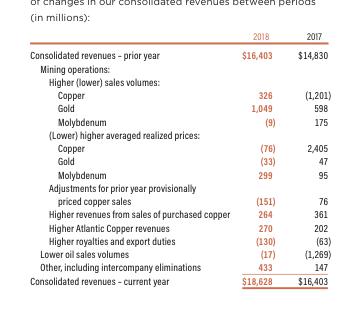 of changes in our consolidated revenues between periods
(in millions):
2018 2017
Consolidated revenues – prior year $16,403 $14,830
Mining operations:
Higher (lower) sales volumes:
Copper 326 (1,201)
Gold 1,049 598
Molybdenum (9) 175
(Lower) higher averaged realized prices:
Copper (76) 2,405
Gold (33) 47
Molybdenum 299 95
Adjustments for prior year provisionally
priced copper sales (151) 76
Higher revenues from sales of purchased copper 264 361
Higher Atlantic Copper revenues 270 202
Higher royalties and export duties (130) (63)
Lower oil sales volumes (17) (1,269)
Other, including intercompany eliminations 433 147
Consolidated revenues – current year $18,628 $16,403